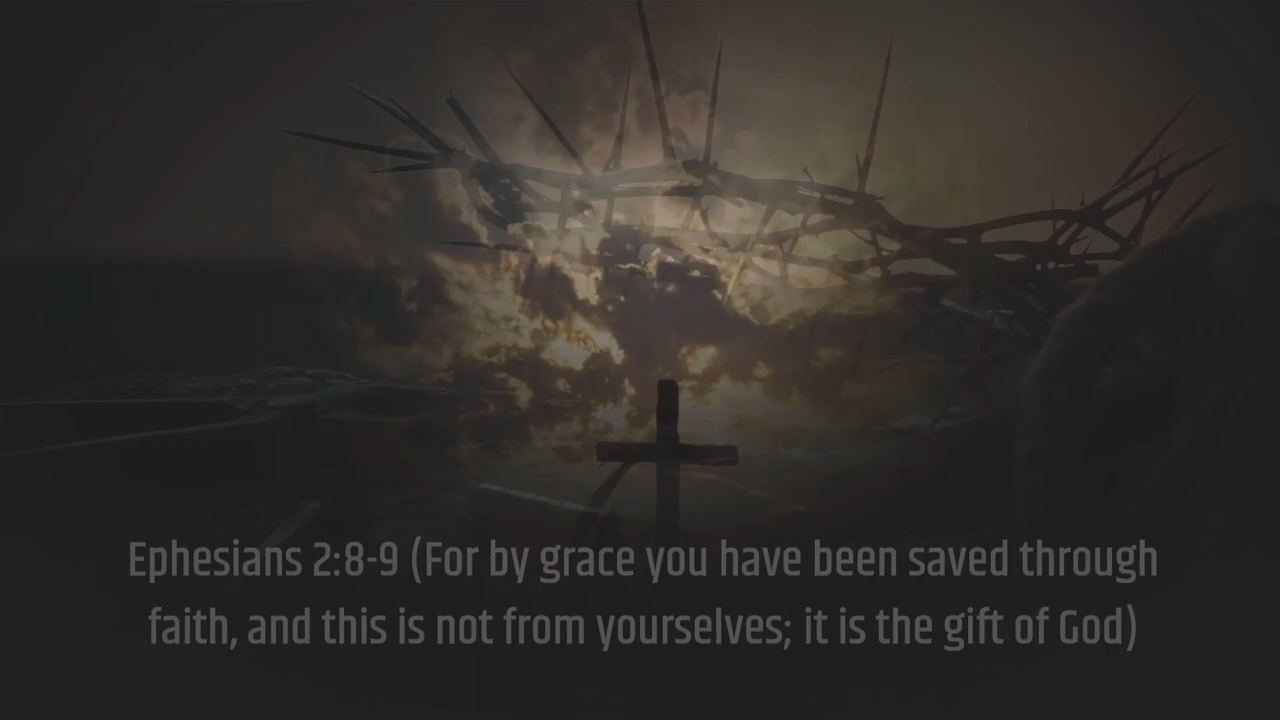 Ephesians 2:8-9 (For by grace you have been saved through
faith, and this is not from yourselves; it is the gift of God)